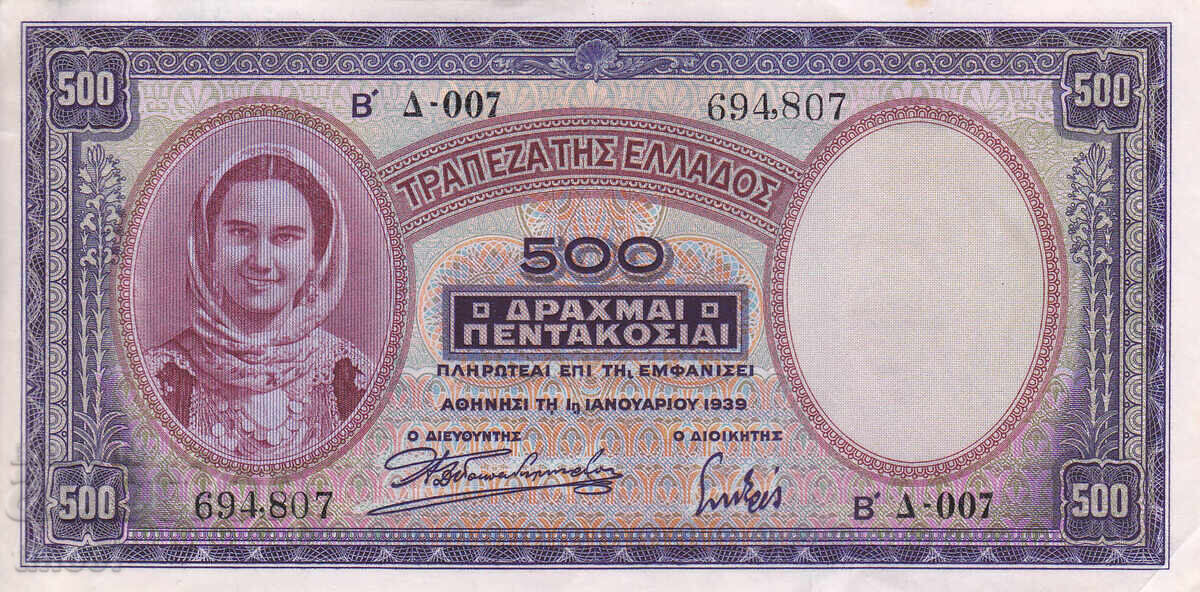 500 500
Β΄ Δ-007 694,807
ΤΡΑΠΕΖΑ ΤΗΣ ΕΛΛΑΔΟΣ
500
ΔΡΑΧΜΑΙ
ΠΕΝΤΑΚΟΣΙΑΙ
ΠΛΗΡΩΤΕΑΙ ΕΠΙ ΤΗι ΕΜΦΑΝΙΣΕΙ
ΑΘΗΝΗΣΙ ΤΗ 1η ΙΑΝΟΥΑΡΙΟΥ 1939
Ο ΔΙΕΥΘΥΝΤΗΣ Ο ΔΙΟΙΚΗΤΗΣ
694,807 Β΄ Δ-007
500 500